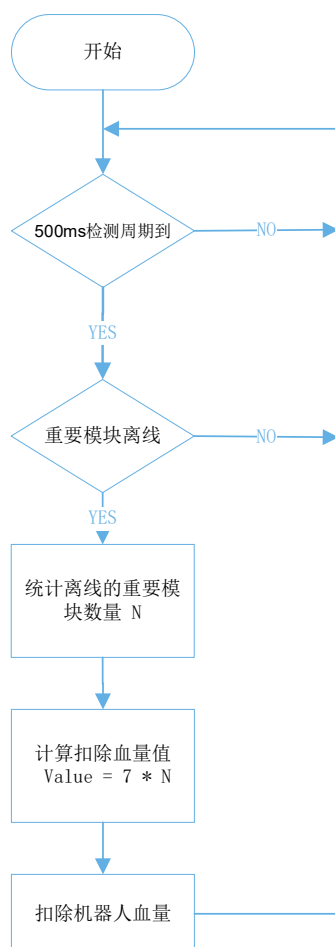 开始
500ms检测周期到
NO
YES
重要模块离线
NO
YES
统计离线的重要模
块数量 N
计算扣除血量值
Value = 7 * N
扣除机器人血量